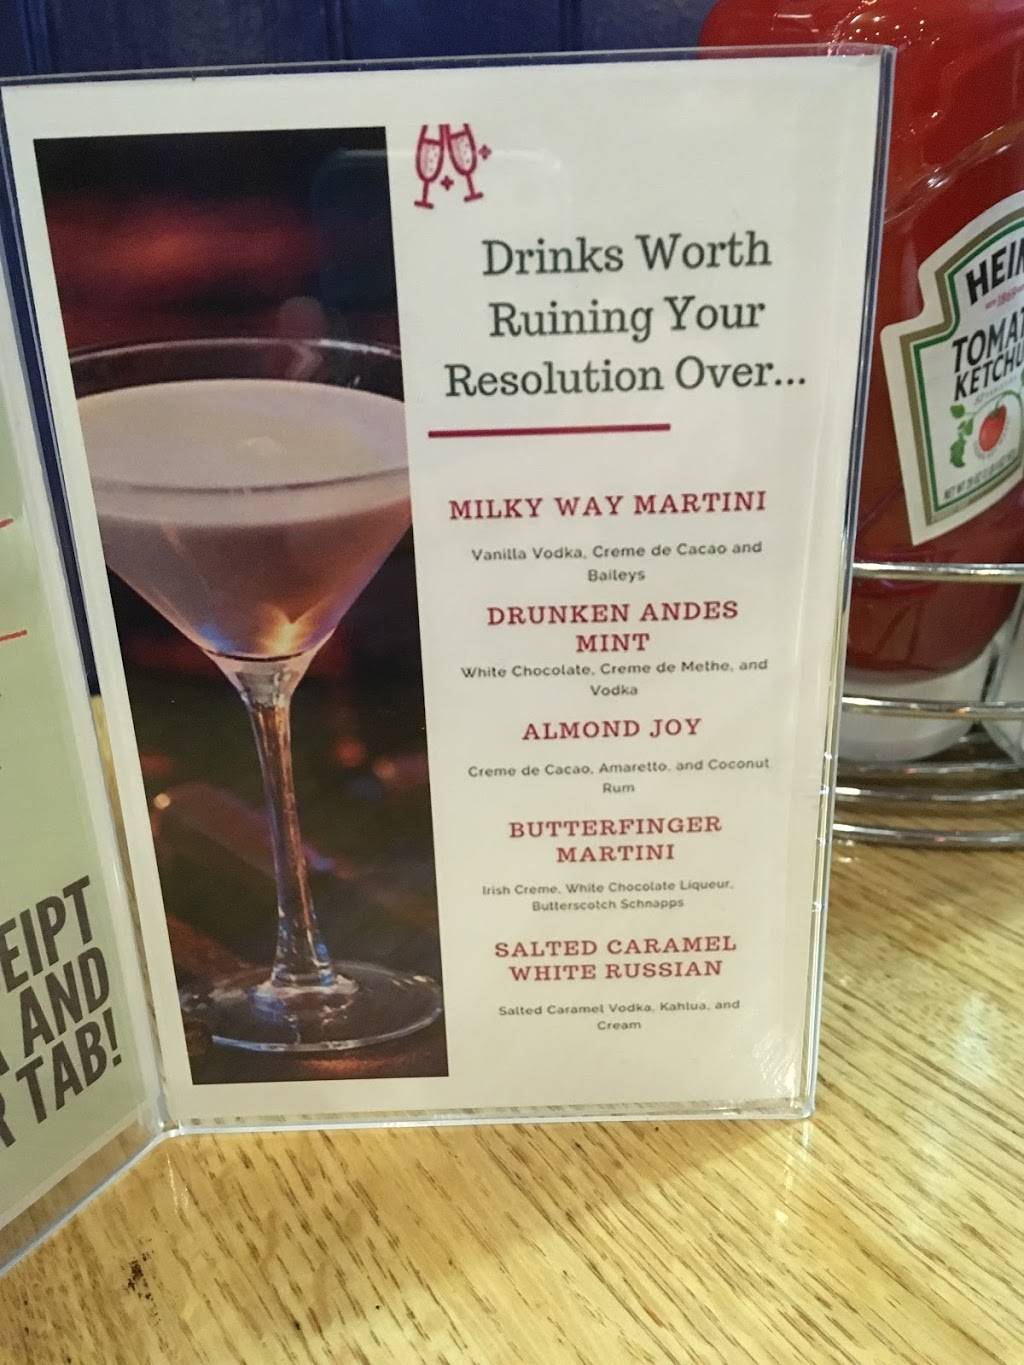 Drinks Worth
Ruining Your
Resolution Over...
MILKY WAY MARTINI
Vanilla Vodka, Creme de Cacao and
Baileys
DRUNKEN ANDES
MINT
White Chocolate, Creme de Methe, and
Vodka
ALMOND JOY
Creme de Cacao, Amaretto, and Coconut
Rum
BUTTERFINGER
MARTINI
Irish Creme, White Chocolate Liqueur,
Butterscotch Schnapps
SALTED CARAMEL
WHITE RUSSIAN
Salted Caramel Vodka, Kahlua, and
Cream
EIPT
AND
TAB!
HEIN
1869
TOMAT
KETCHU